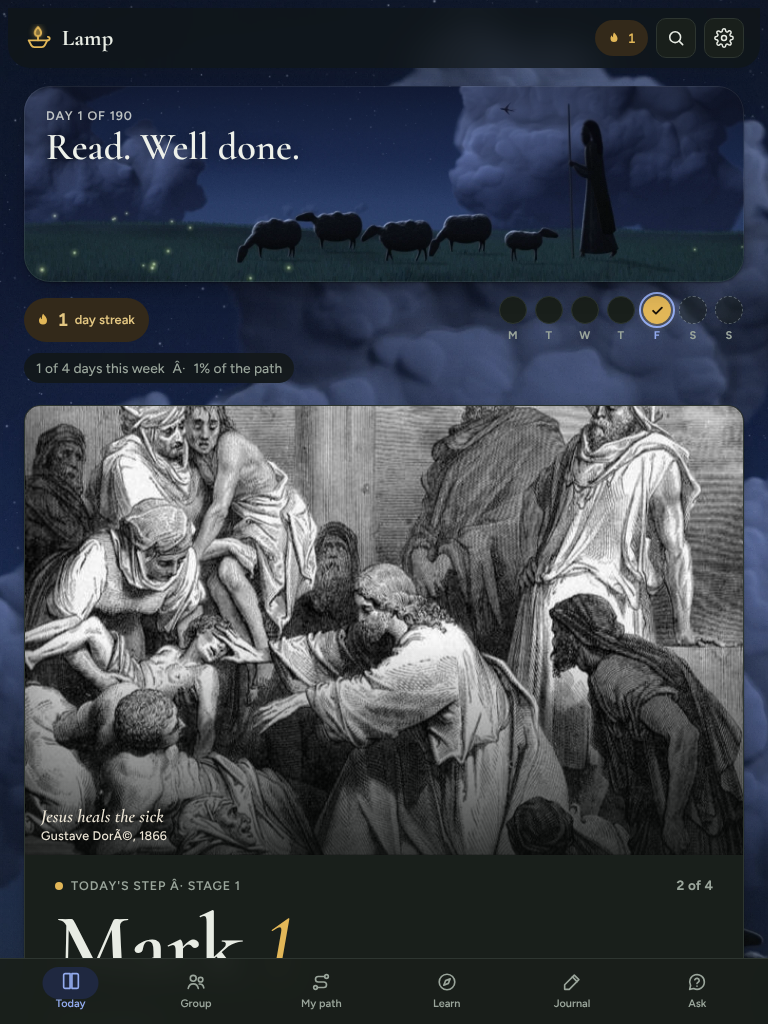 Lamp
1
DAY 1 OF 190
Read. Well done.
1 day streak
M T W T F S S
1 of 4 days this week Â· 1% of the path
Jesus heals the sick
Gustave DorÃ©, 1866
TODAY'S STEP Â· STAGE 1
2 of 4
Mark 1
Today
Group
My path
Learn
Journal
Ask